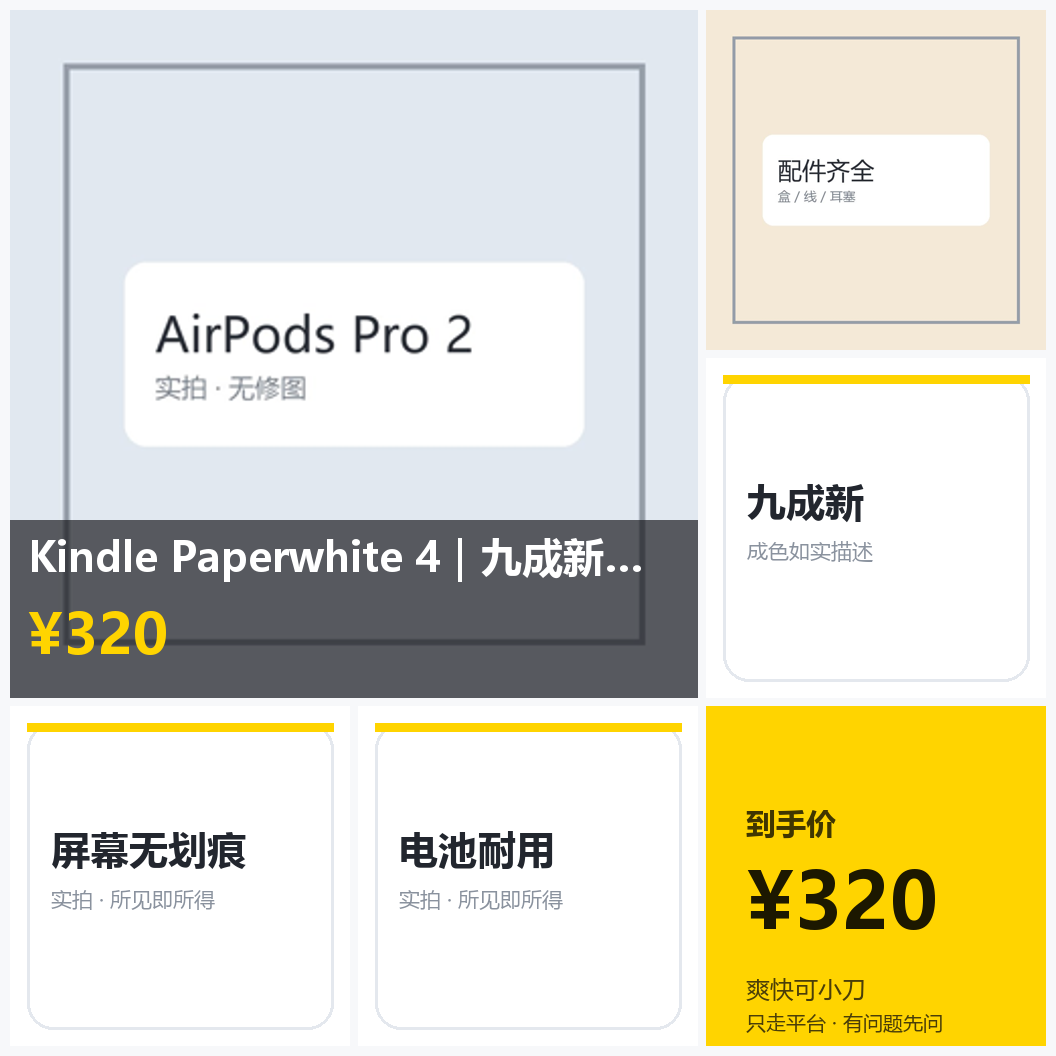 AirPods Pro 2
实拍 · 无修图
Kindle Paperwhite 4 | 九成新...
¥320
配件齐全
盒 / 线 / 耳塞
九成新
成色如实描述
屏幕无划痕
实拍 · 所见即所得
电池耐用
实拍 · 所见即所得
到手价
¥320
爽快可小刀
只走平台 · 有问题先问